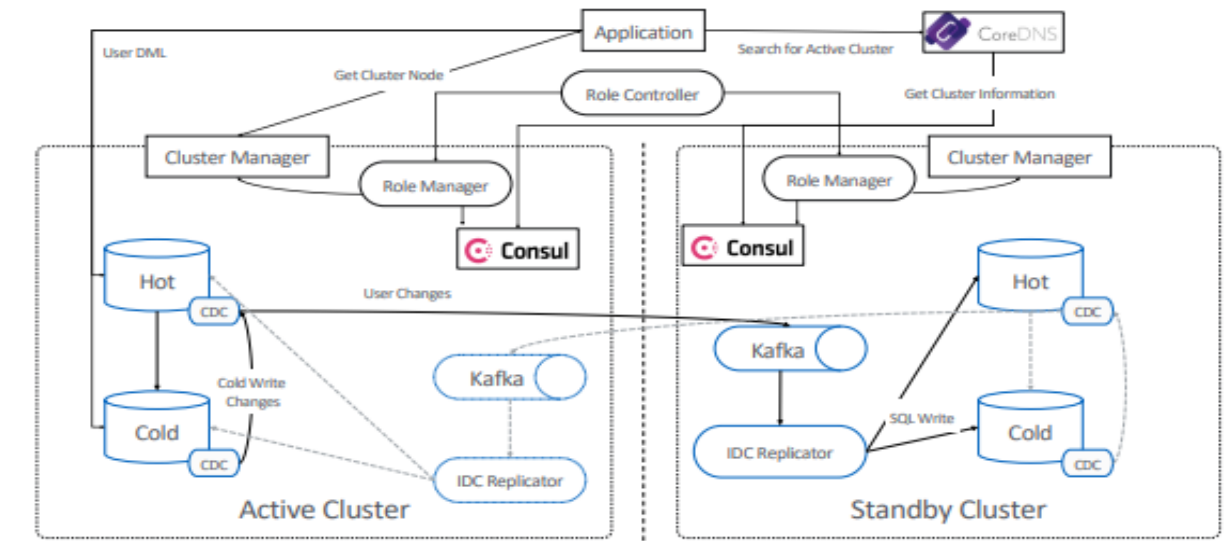 Application
CoreDNS
User DML
Search for Active Cluster
Get Cluster Node
Role Controller
Get Cluster Information
Cluster Manager
Role Manager
Consul
Hot
CDC
User Changes
Kafka
Cold Write
Changes
Cold
CDC
IDC Replicator
Active Cluster
Cluster Manager
Role Manager
Consul
Hot
CDC
Kafka
SQL Write
Cold
IDC Replicator
CDC
Standby Cluster